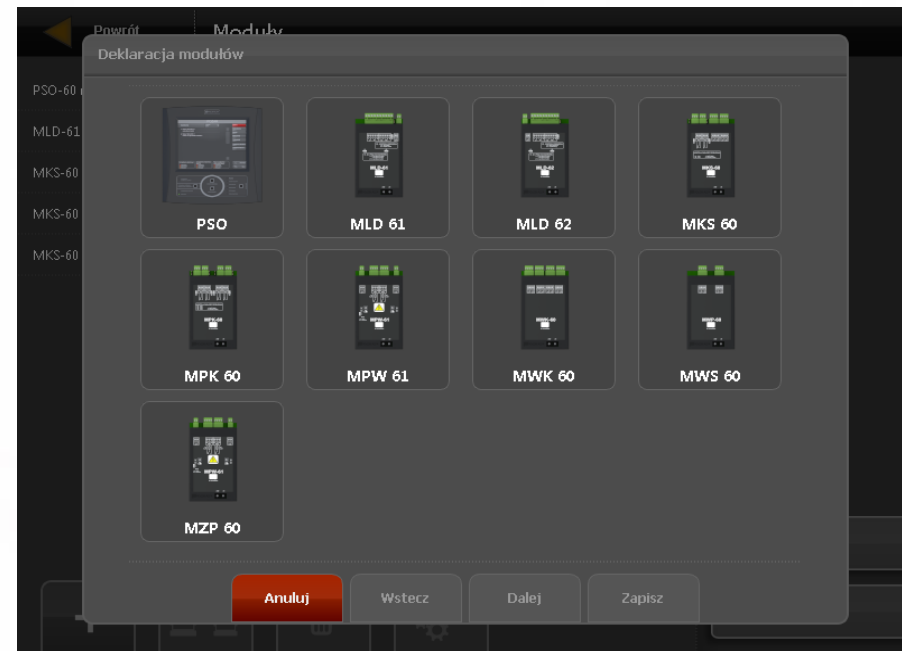 Powrót
Moduły
Deklaracja modułów
PSO-60
MLD-61
MKS-60
MKS-60
MKS-60
PSO
MLD 61
MLD 62
MKS 60
MPK 60
MPW 61
MWK 60
MWS 60
MZP 60
Anuluj
Wstecz
Dalej
Zapisz